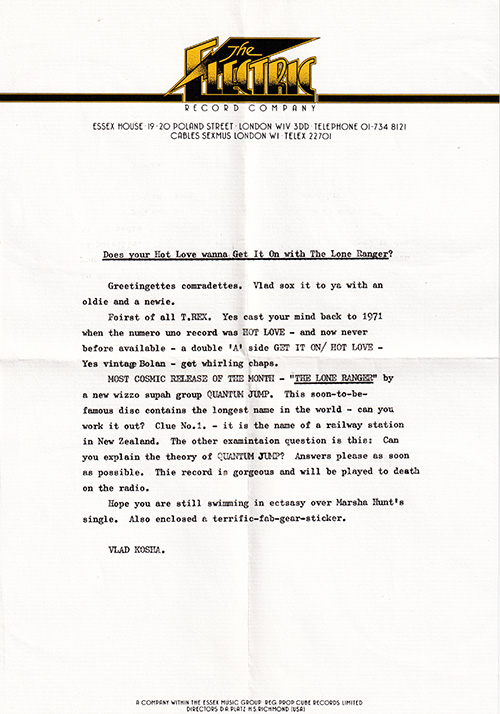 The
ELECTRIC
RECORD COMPANY
ESSEX HOUSE · 19-20 POLAND STREET · LONDON W1V 3DD · TELEPHONE 01-734 8121
CABLES SEXMUS LONDON W1 · TELEX 22701
Does your Hot Love wanna Get It On with The Lone Ranger?
Greetingettes comradettes. Vlad sox it to ya with an
oldie and a newie.
Foirst of all T.REX. Yes cast your mind back to 1971
when the numero uno record was HOT LOVE - and now never
before available - a double 'A' side GET IT ON/ HOT LOVE -
Yes vintage Bolan - get whirling chaps.
MOST COSMIC RELEASE OF THE MONTH - "THE LONE RANGER" by
a new wizzo supah group QUANTUM JUMP. This soon-to-be-
famous disc contains the longest name in the world - can you
work it out? Clue No.1. - it is the name of a railway station
in New Zealand. The other examintaion question is this: Can
you explain the theory of QUANTUM JUMP? Answers please as soon
as possible. Thie record is gorgeous and will be played to death
on the radio.
Hope you are still swimming in ectsasy over Marsha Hunt's
single. Also enclosed a terrific-fab-gear-sticker.
VLAD KOSHA.
A COMPANY WITHIN THE ESSEX MUSIC GROUP · REG. PROP. CUBE RECORDS LIMITED
DIRECTORS D.A. PLATZ H.S. RICHMOND (USA)